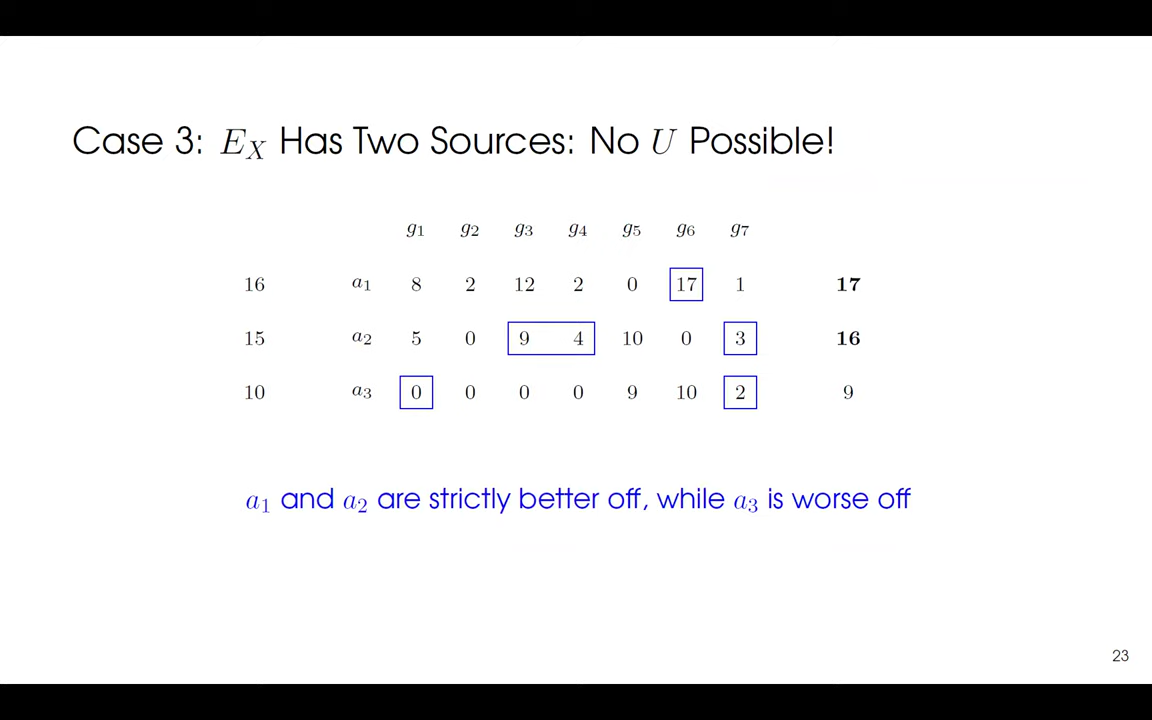 Case 3: E_X Has Two Sources: No U Possible!
g1 g2 g3 g4 g5 g6 g7
16 a1 8 2 12 2 0 17 1 17
15 a2 5 0 9 4 10 0 3 16
10 a3 0 0 0 0 9 10 2 9
a1 and a2 are strictly better off, while a3 is worse off
23